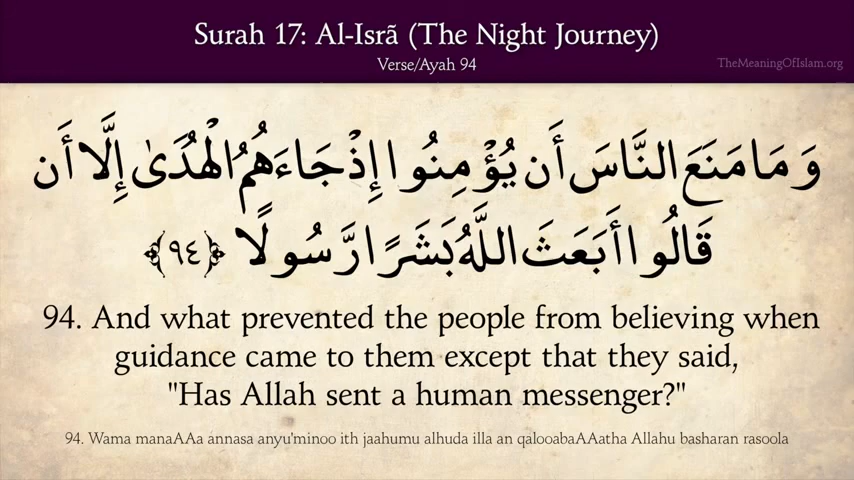 Surah 17: Al-Isrã (The Night Journey)
Verse/Ayah 94
TheMeaningOfIslam.org
وَمَا مَنَعَ النَّاسَ أَن يُؤْمِنُوا إِذْ جَاءَهُمُ الْهُدَىٰ إِلَّا أَن
قَالُوا أَبَعَثَ اللَّهُ بَشَرًا رَّسُولًا ﴿٩٤﴾
94. And what prevented the people from believing when
guidance came to them except that they said,
"Has Allah sent a human messenger?"
94. Wama manaAAa annasa anyu'minoo ith jaahumu alhuda illa an qalooabaAAatha Allahu basharan rasoola